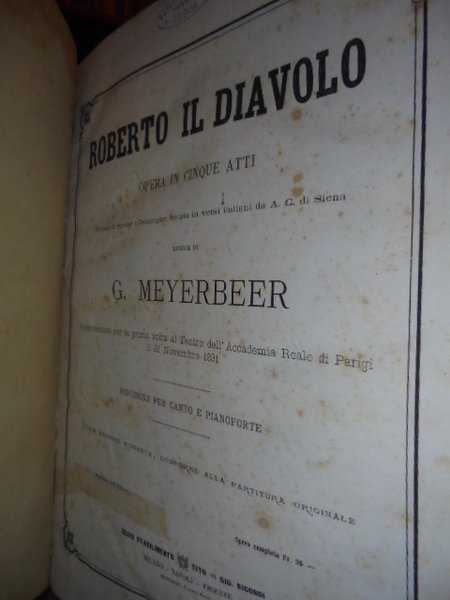 ROBERTO IL DIAVOLO
OPERA IN CINQUE ATTI
di Scribe e Delavigne, in versi italiani da A. C. di Siena
MUSICA DI
G. MEYERBEER
Rappresentata per la prima volta al Teatro dell'Accademia Reale di Parigi
il 21 Novembre 1831.
RIDUZIONE PER CANTO E PIANOFORTE
CONFORME ALLA PARTITURA ORIGINALE
Opera completa Fr. 36 —
REGIO STABILIMENTO TITO DI GIO. RICORDI
MILANO - NAPOLI - FIRENZE